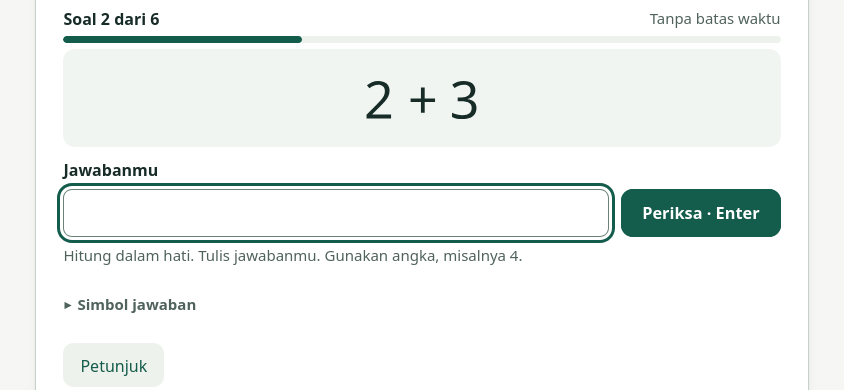 Soal 2 dari 6
Tanpa batas waktu
2 + 3
Jawabanmu
Periksa · Enter
Hitung dalam hati. Tulis jawabanmu. Gunakan angka, misalnya 4.
▸ Simbol jawaban
Petunjuk